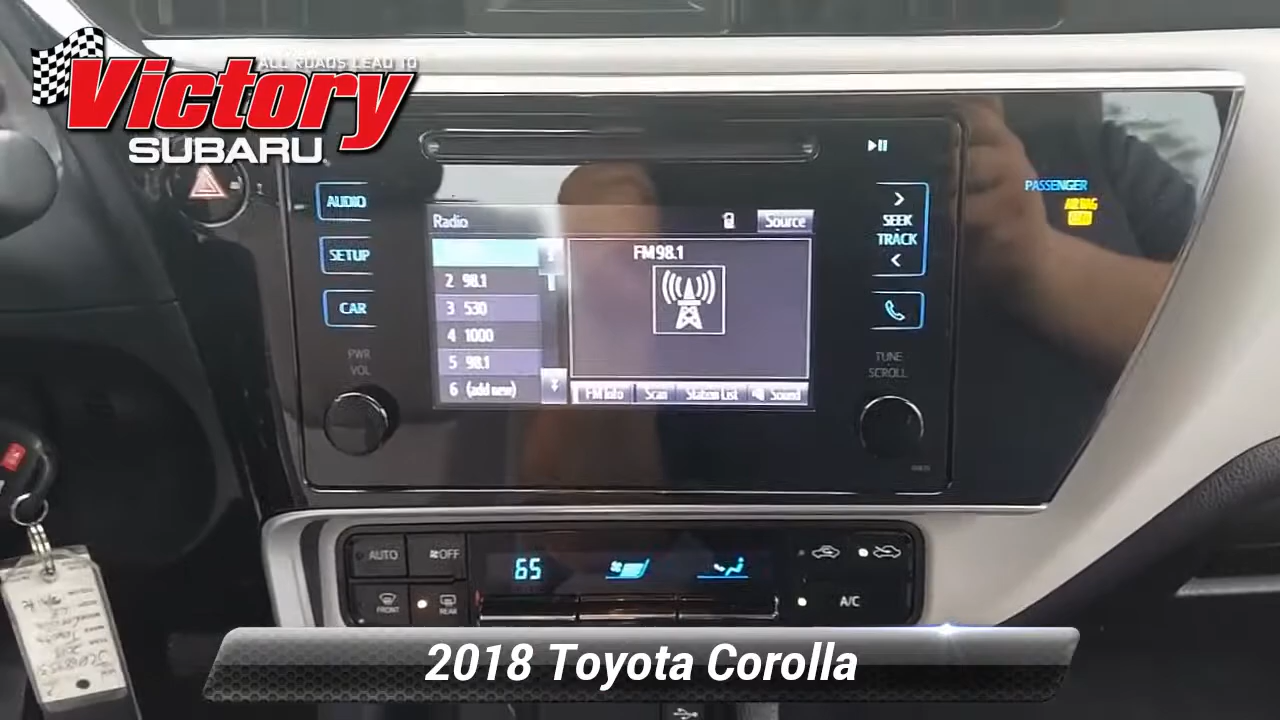 ALL ROADS LEAD TO
Victory
SUBARU
AUDIO
SETUP
CAR
PWR
VOL
Radio
Source
2 98.1
3 530
4 1000
5 98.1
6 (add new)
FM 98.1
FM Info
Scan
Station List
Sound
SEEK
TRACK
TUNE
SCROLL
PASSENGER
AIRBAG
AUTO
OFF
FRONT
REAR
65
A/C
2018 Toyota Corolla